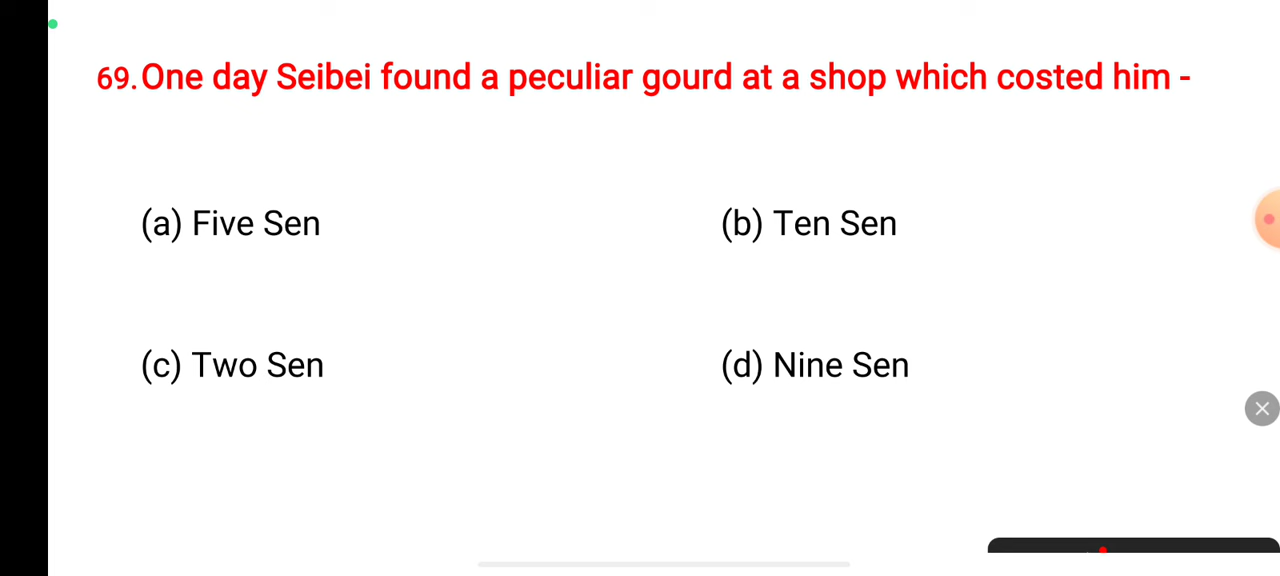 69. One day Seibei found a peculiar gourd at a shop which costed him -
(a) Five Sen
(b) Ten Sen
(c) Two Sen
(d) Nine Sen